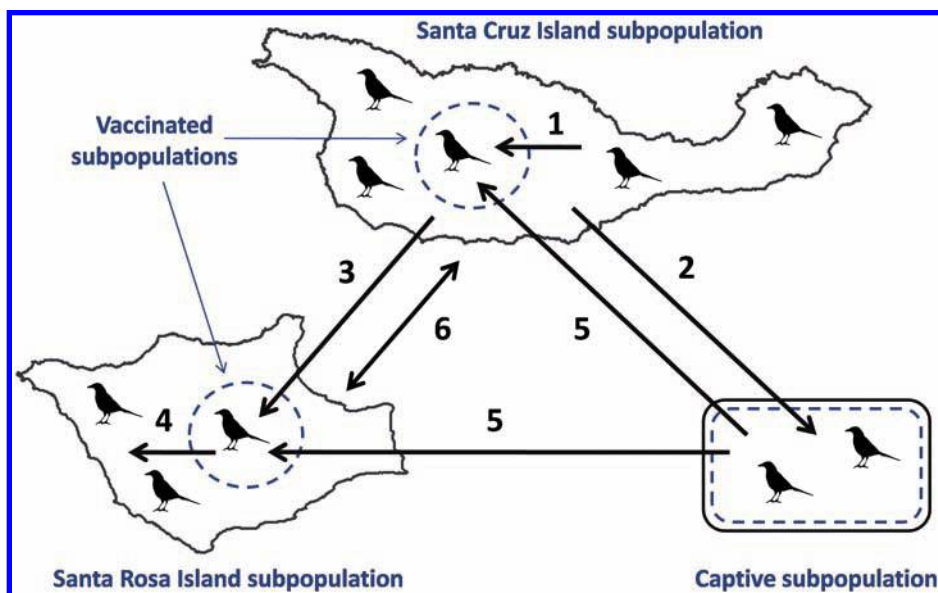 Santa Cruz Island subpopulation
Vaccinated
subpopulations
1
3
2
6
5
4
5
Santa Rosa Island subpopulation
Captive subpopulation